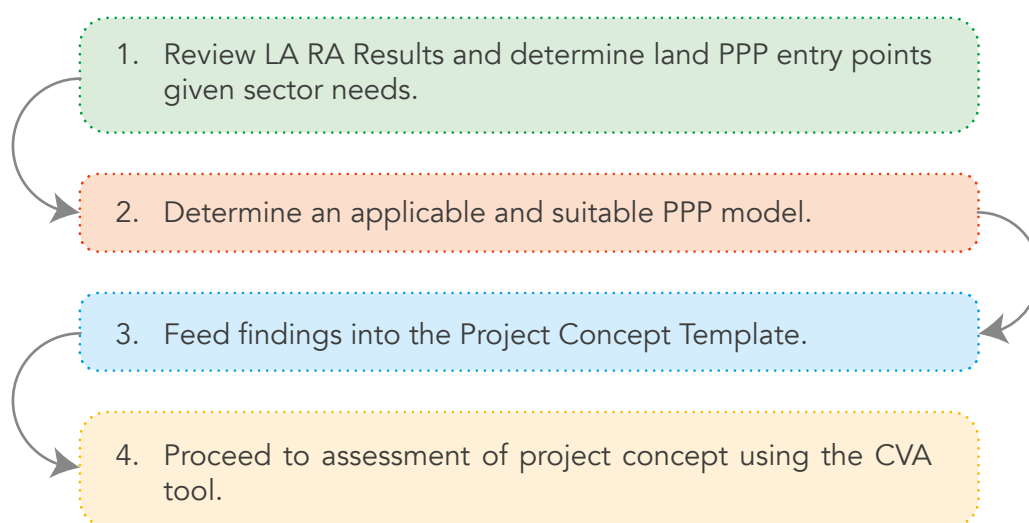 1. Review LA RA Results and determine land PPP entry points
given sector needs.
2. Determine an applicable and suitable PPP model.
3. Feed findings into the Project Concept Template.
4. Proceed to assessment of project concept using the CVA
tool.